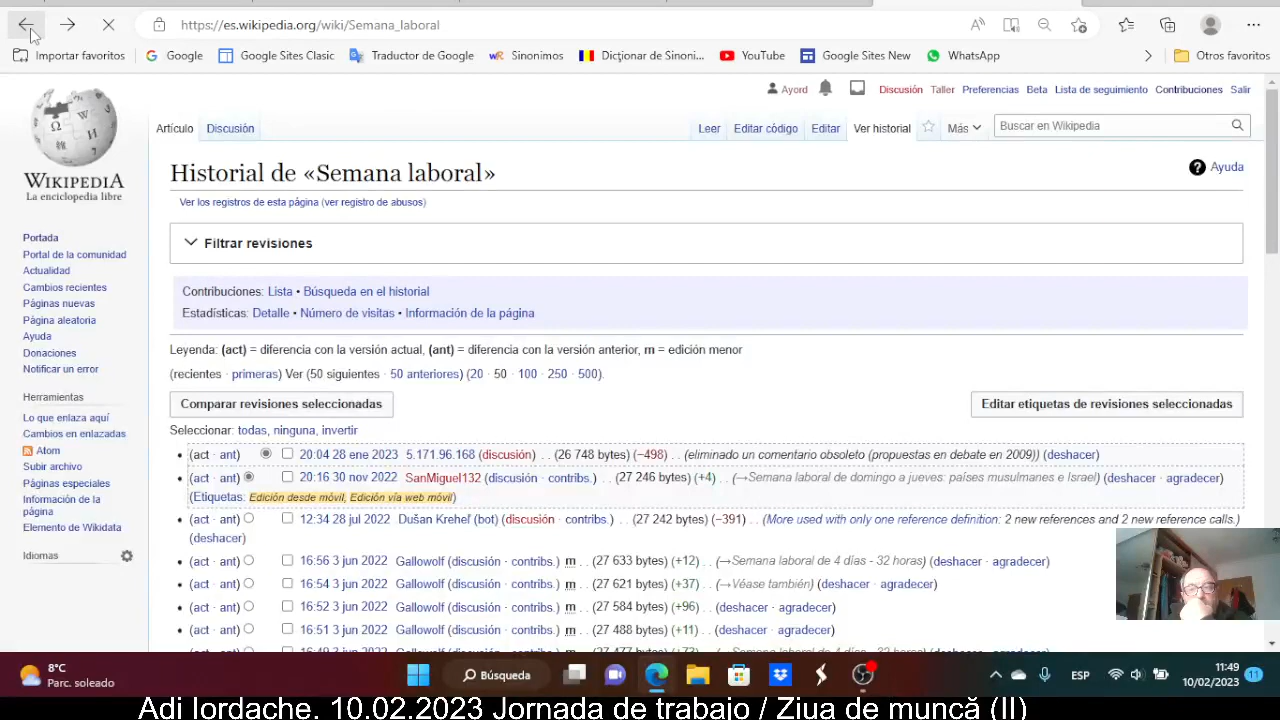 https://es.wikipedia.org/wiki/Semana_laboral
Importar favoritos
Google
Google Sites Clasic
Traductor de Google
Sinonimos
Dicționar de Sinoni...
YouTube
Google Sites New
WhatsApp
Otros favoritos
Ayord
Discusión
Taller
Preferencias
Beta
Lista de seguimiento
Contribuciones
Salir
WIKIPEDIA
La enciclopedia libre
Artículo
Discusión
Leer
Editar código
Editar
Ver historial
Más
Buscar en Wikipedia
Historial de «Semana laboral»
Ayuda
Ver los registros de esta página (ver registro de abusos)
Filtrar revisiones
Portada
Portal de la comunidad
Actualidad
Cambios recientes
Páginas nuevas
Página aleatoria
Ayuda
Donaciones
Notificar un error
Herramientas
Lo que enlaza aquí
Cambios en enlazadas
Atom
Subir archivo
Páginas especiales
Información de la
página
Elemento de Wikidata
Idiomas
Contribuciones: Lista • Búsqueda en el historial
Estadísticas: Detalle • Número de visitas • Información de la página
Leyenda: (act) = diferencia con la versión actual, (ant) = diferencia con la versión anterior, m = edición menor
(recientes · primeras) Ver (50 siguientes · 50 anteriores) (20 · 50 · 100 · 250 · 500).
Comparar revisiones seleccionadas
Editar etiquetas de revisiones seleccionadas
Seleccionar: todas, ninguna, invertir
(act · ant) 20:04 28 ene 2023 5.171.96.168 (discusión) . . (26 748 bytes) (−498) . . (eliminado un comentario obsoleto (propuestas en debate en 2009)) (deshacer)
(act · ant) 20:16 30 nov 2022 SanMiguel132 (discusión · contribs.) . . (27 246 bytes) (+4) . . (→Semana laboral de domingo a jueves: países musulmanes e Israel) (deshacer · agradecer)
(Etiquetas: Edición desde móvil, Edición vía web móvil)
(act · ant) 12:34 28 jul 2022 Dušan Kreheľ (bot) (discusión · contribs.) . . (27 242 bytes) (−391) . . (More used with only one reference definition: 2 new references and 2 new reference calls.)
(deshacer)
(act · ant) 16:56 3 jun 2022 Gallowolf (discusión · contribs.) m . . (27 633 bytes) (+12) . . (→Semana laboral de 4 días - 32 horas) (deshacer · agradecer)
(act · ant) 16:54 3 jun 2022 Gallowolf (discusión · contribs.) m . . (27 621 bytes) (+37) . . (→Véase también) (deshacer · agradecer)
(act · ant) 16:52 3 jun 2022 Gallowolf (discusión · contribs.) m . . (27 584 bytes) (+96) . . (deshacer · agradecer)
(act · ant) 16:51 3 jun 2022 Gallowolf (discusión · contribs.) m . . (27 488 bytes) (+11) . . (deshacer · agradecer)
8°C
Parc. soleado
Búsqueda
ESP
11:49
10/02/2023
11
Adi Iordache. 10.02.2023 Jornada de trabajo / Ziua de muncă (II)